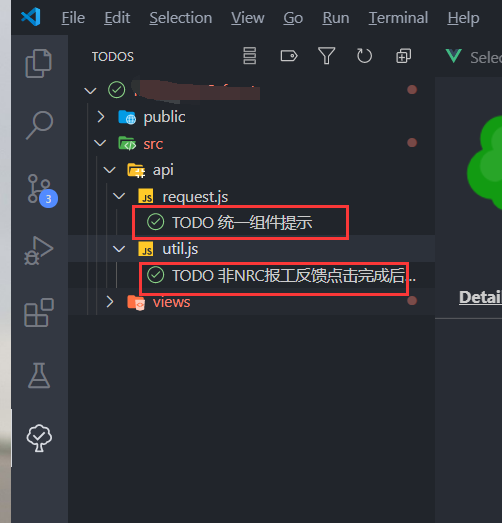 File Edit Selection View Go Run Terminal Help
TODOS
Selec
public
src
api
JS request.js
TODO 统一组件提示
JS util.js
TODO 非NRC报工反馈点击完成后...
views
3
Detai